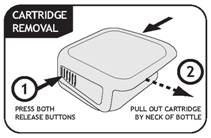 CARTRIDGE
REMOVAL
1
2
PRESS BOTH
RELEASE BUTTONS
PULL OUT CARTRIDGE
BY NECK OF BOTTLE